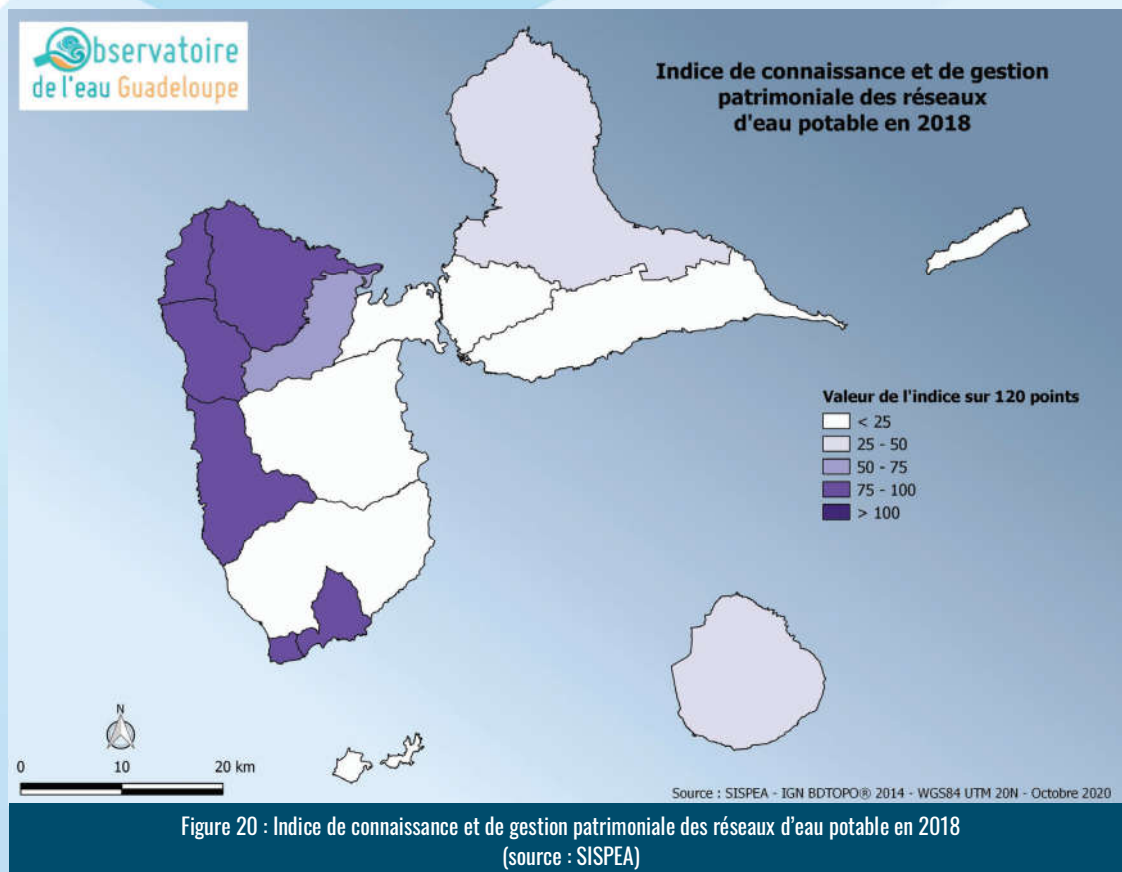 Observatoire
de l'eau Guadeloupe
Indice de connaissance et de gestion
patrimoniale des réseaux
d'eau potable en 2018
Valeur de l'indice sur 120 points
< 25
25 - 50
50 - 75
75 - 100
> 100
N
0 10 20 km
Source : SISPEA - IGN BDTOPO® 2014 - WGS84 UTM 20N - Octobre 2020
Figure 20 : Indice de connaissance et de gestion patrimoniale des réseaux d'eau potable en 2018
(source : SISPEA)